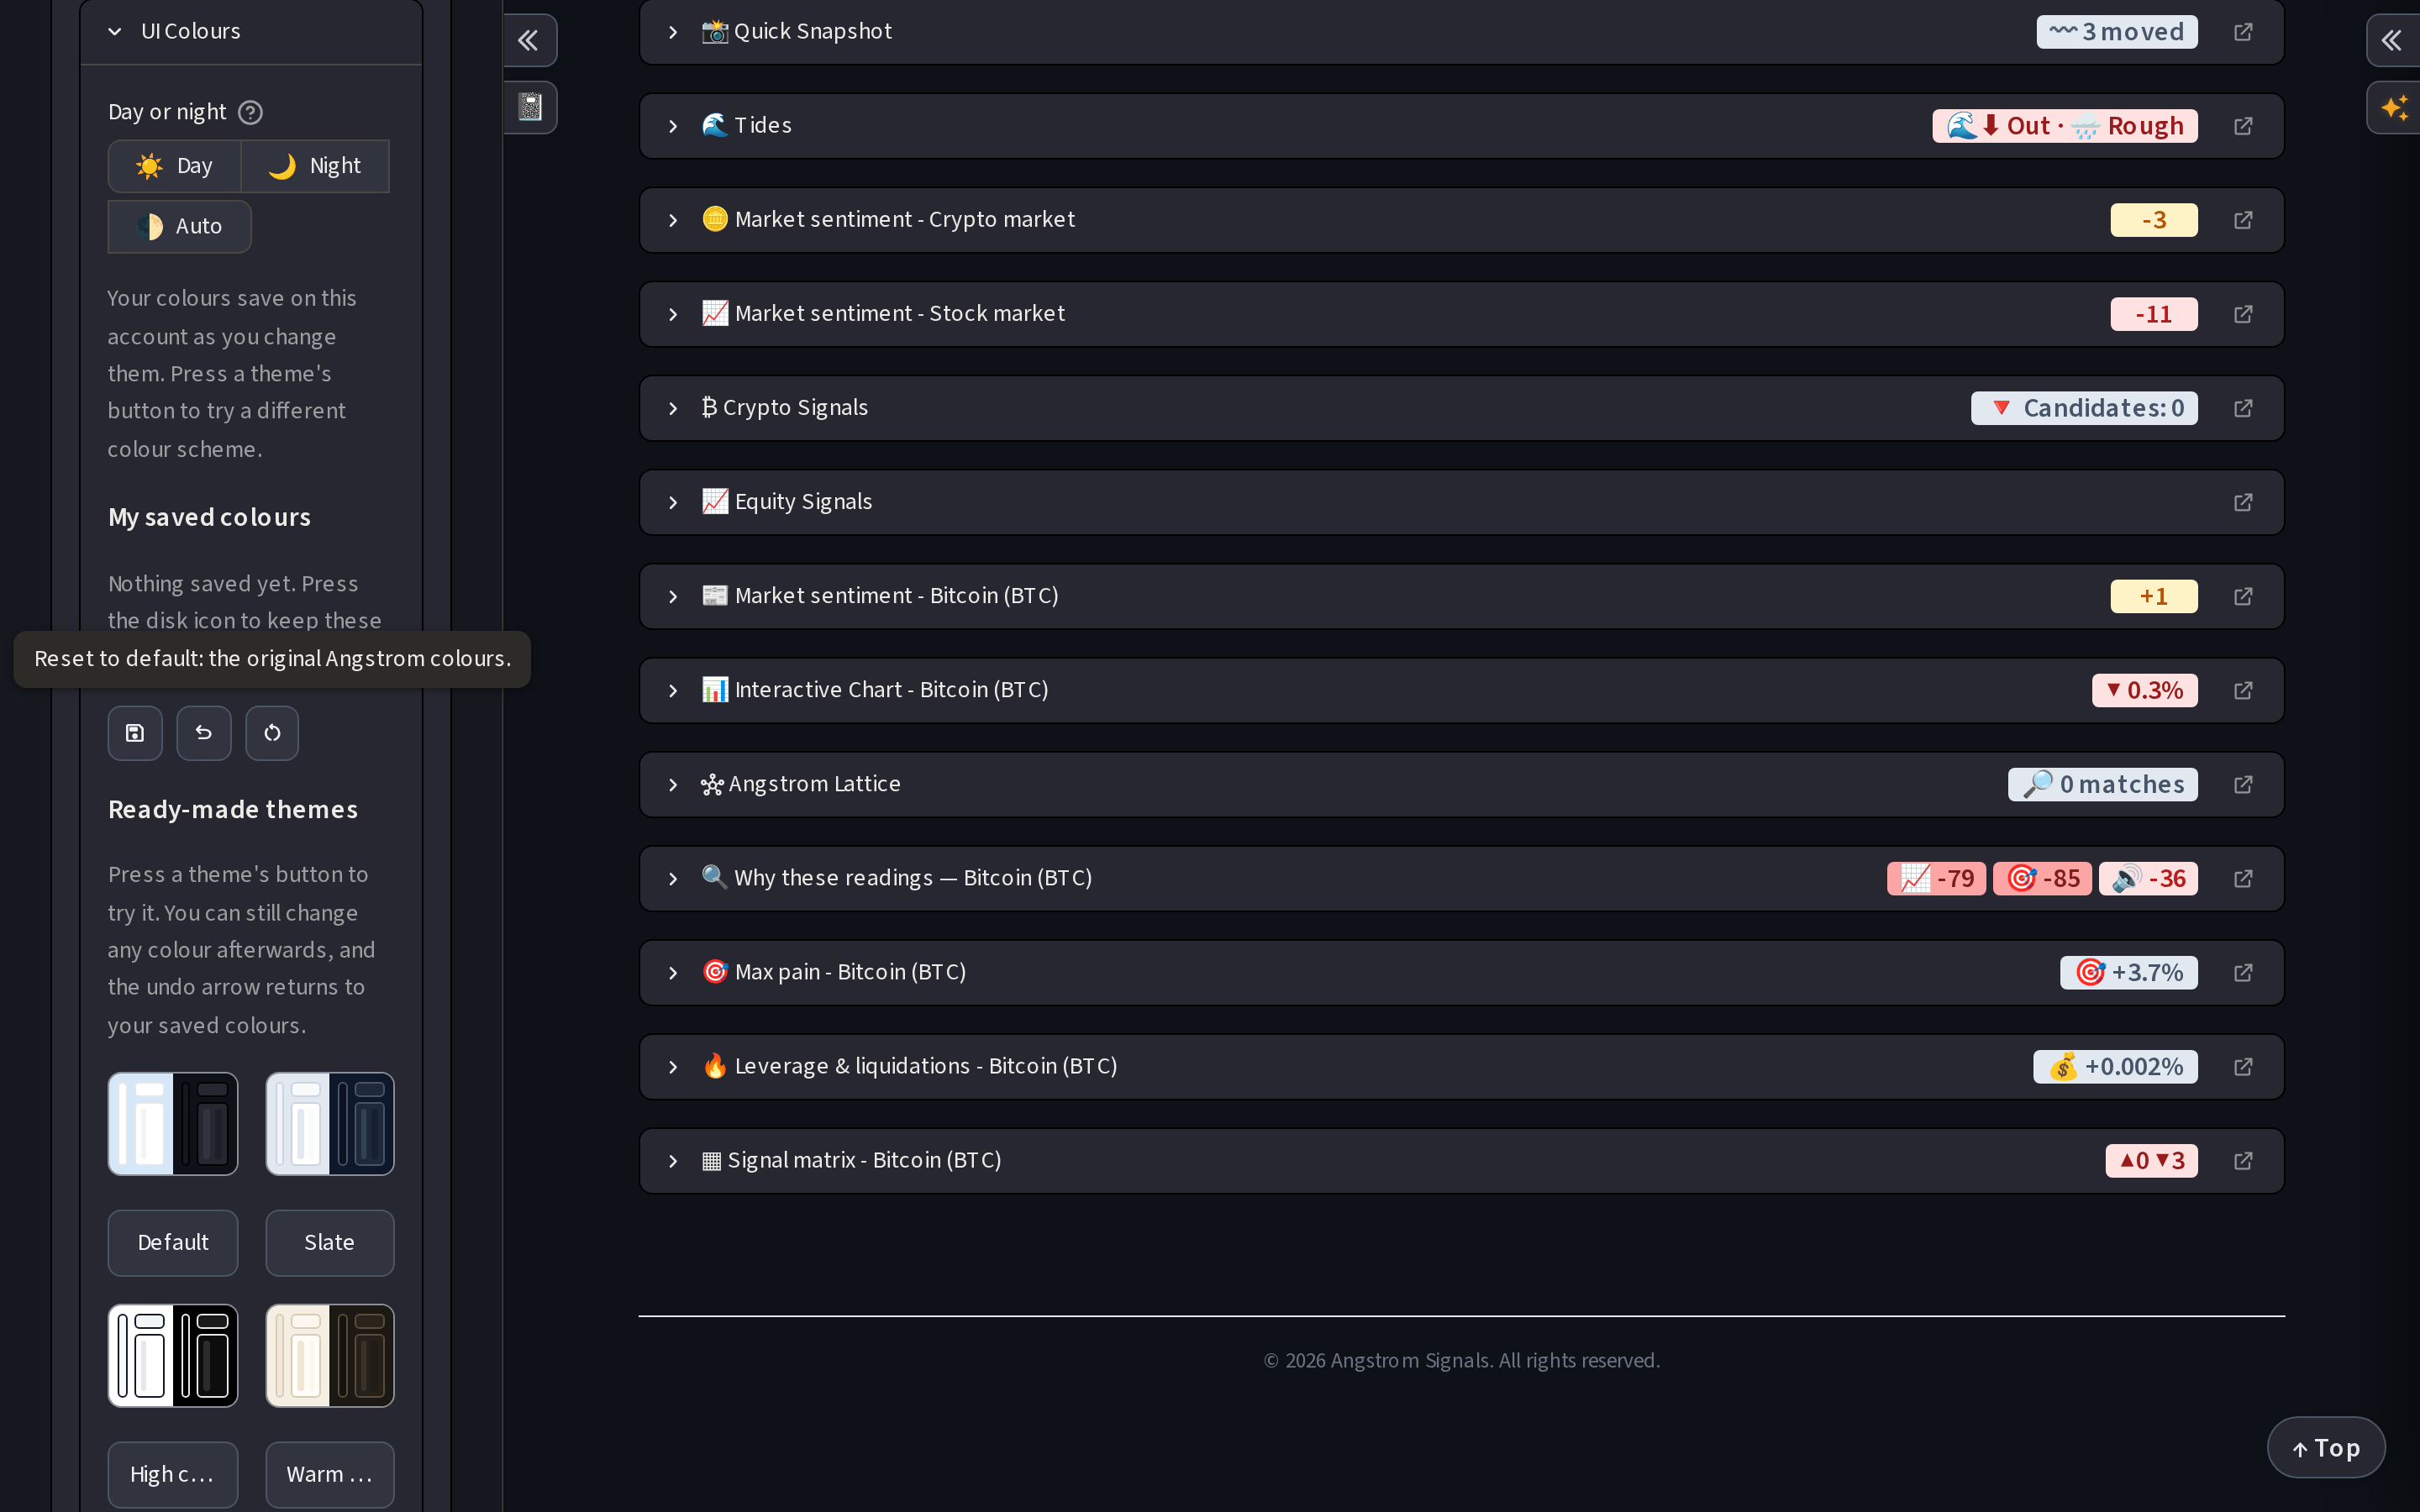 UI Colours
Day or night
Day
Night
Auto
Your colours save on this
account as you change
them. Press a theme's
button to try a different
colour scheme.
My saved colours
Nothing saved yet. Press
the disk icon to keep these
Reset to default: the original Angstrom colours.
Ready-made themes
Press a theme's button to
try it. You can still change
any colour afterwards, and
the undo arrow returns to
your saved colours.
Default
Slate
High c...
Warm ...
Quick Snapshot
3 moved
Tides
Out · Rough
Market sentiment - Crypto market
-3
Market sentiment - Stock market
-11
₿ Crypto Signals
Candidates: 0
Equity Signals
Market sentiment - Bitcoin (BTC)
+1
Interactive Chart - Bitcoin (BTC)
▼ 0.3%
Angstrom Lattice
0 matches
Why these readings — Bitcoin (BTC)
-79
-85
-36
Max pain - Bitcoin (BTC)
+3.7%
Leverage & liquidations - Bitcoin (BTC)
+0.002%
Signal matrix - Bitcoin (BTC)
▲0 ▼3
© 2026 Angstrom Signals. All rights reserved.
↑ Top